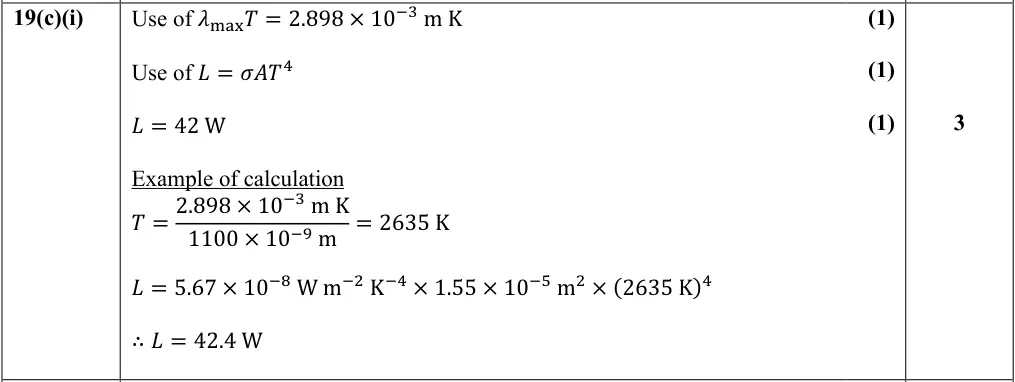 19(c)(i) Use of λmaxT = 2.898 × 10⁻³ m K (1)
Use of L = σAT⁴ (1)
L = 42 W (1) 3
Example of calculation
T = 2.898 × 10⁻³ m K / 1100 × 10⁻⁹ m = 2635 K
L = 5.67 × 10⁻⁸ W m⁻² K⁻⁴ × 1.55 × 10⁻⁵ m² × (2635 K)⁴
∴ L = 42.4 W